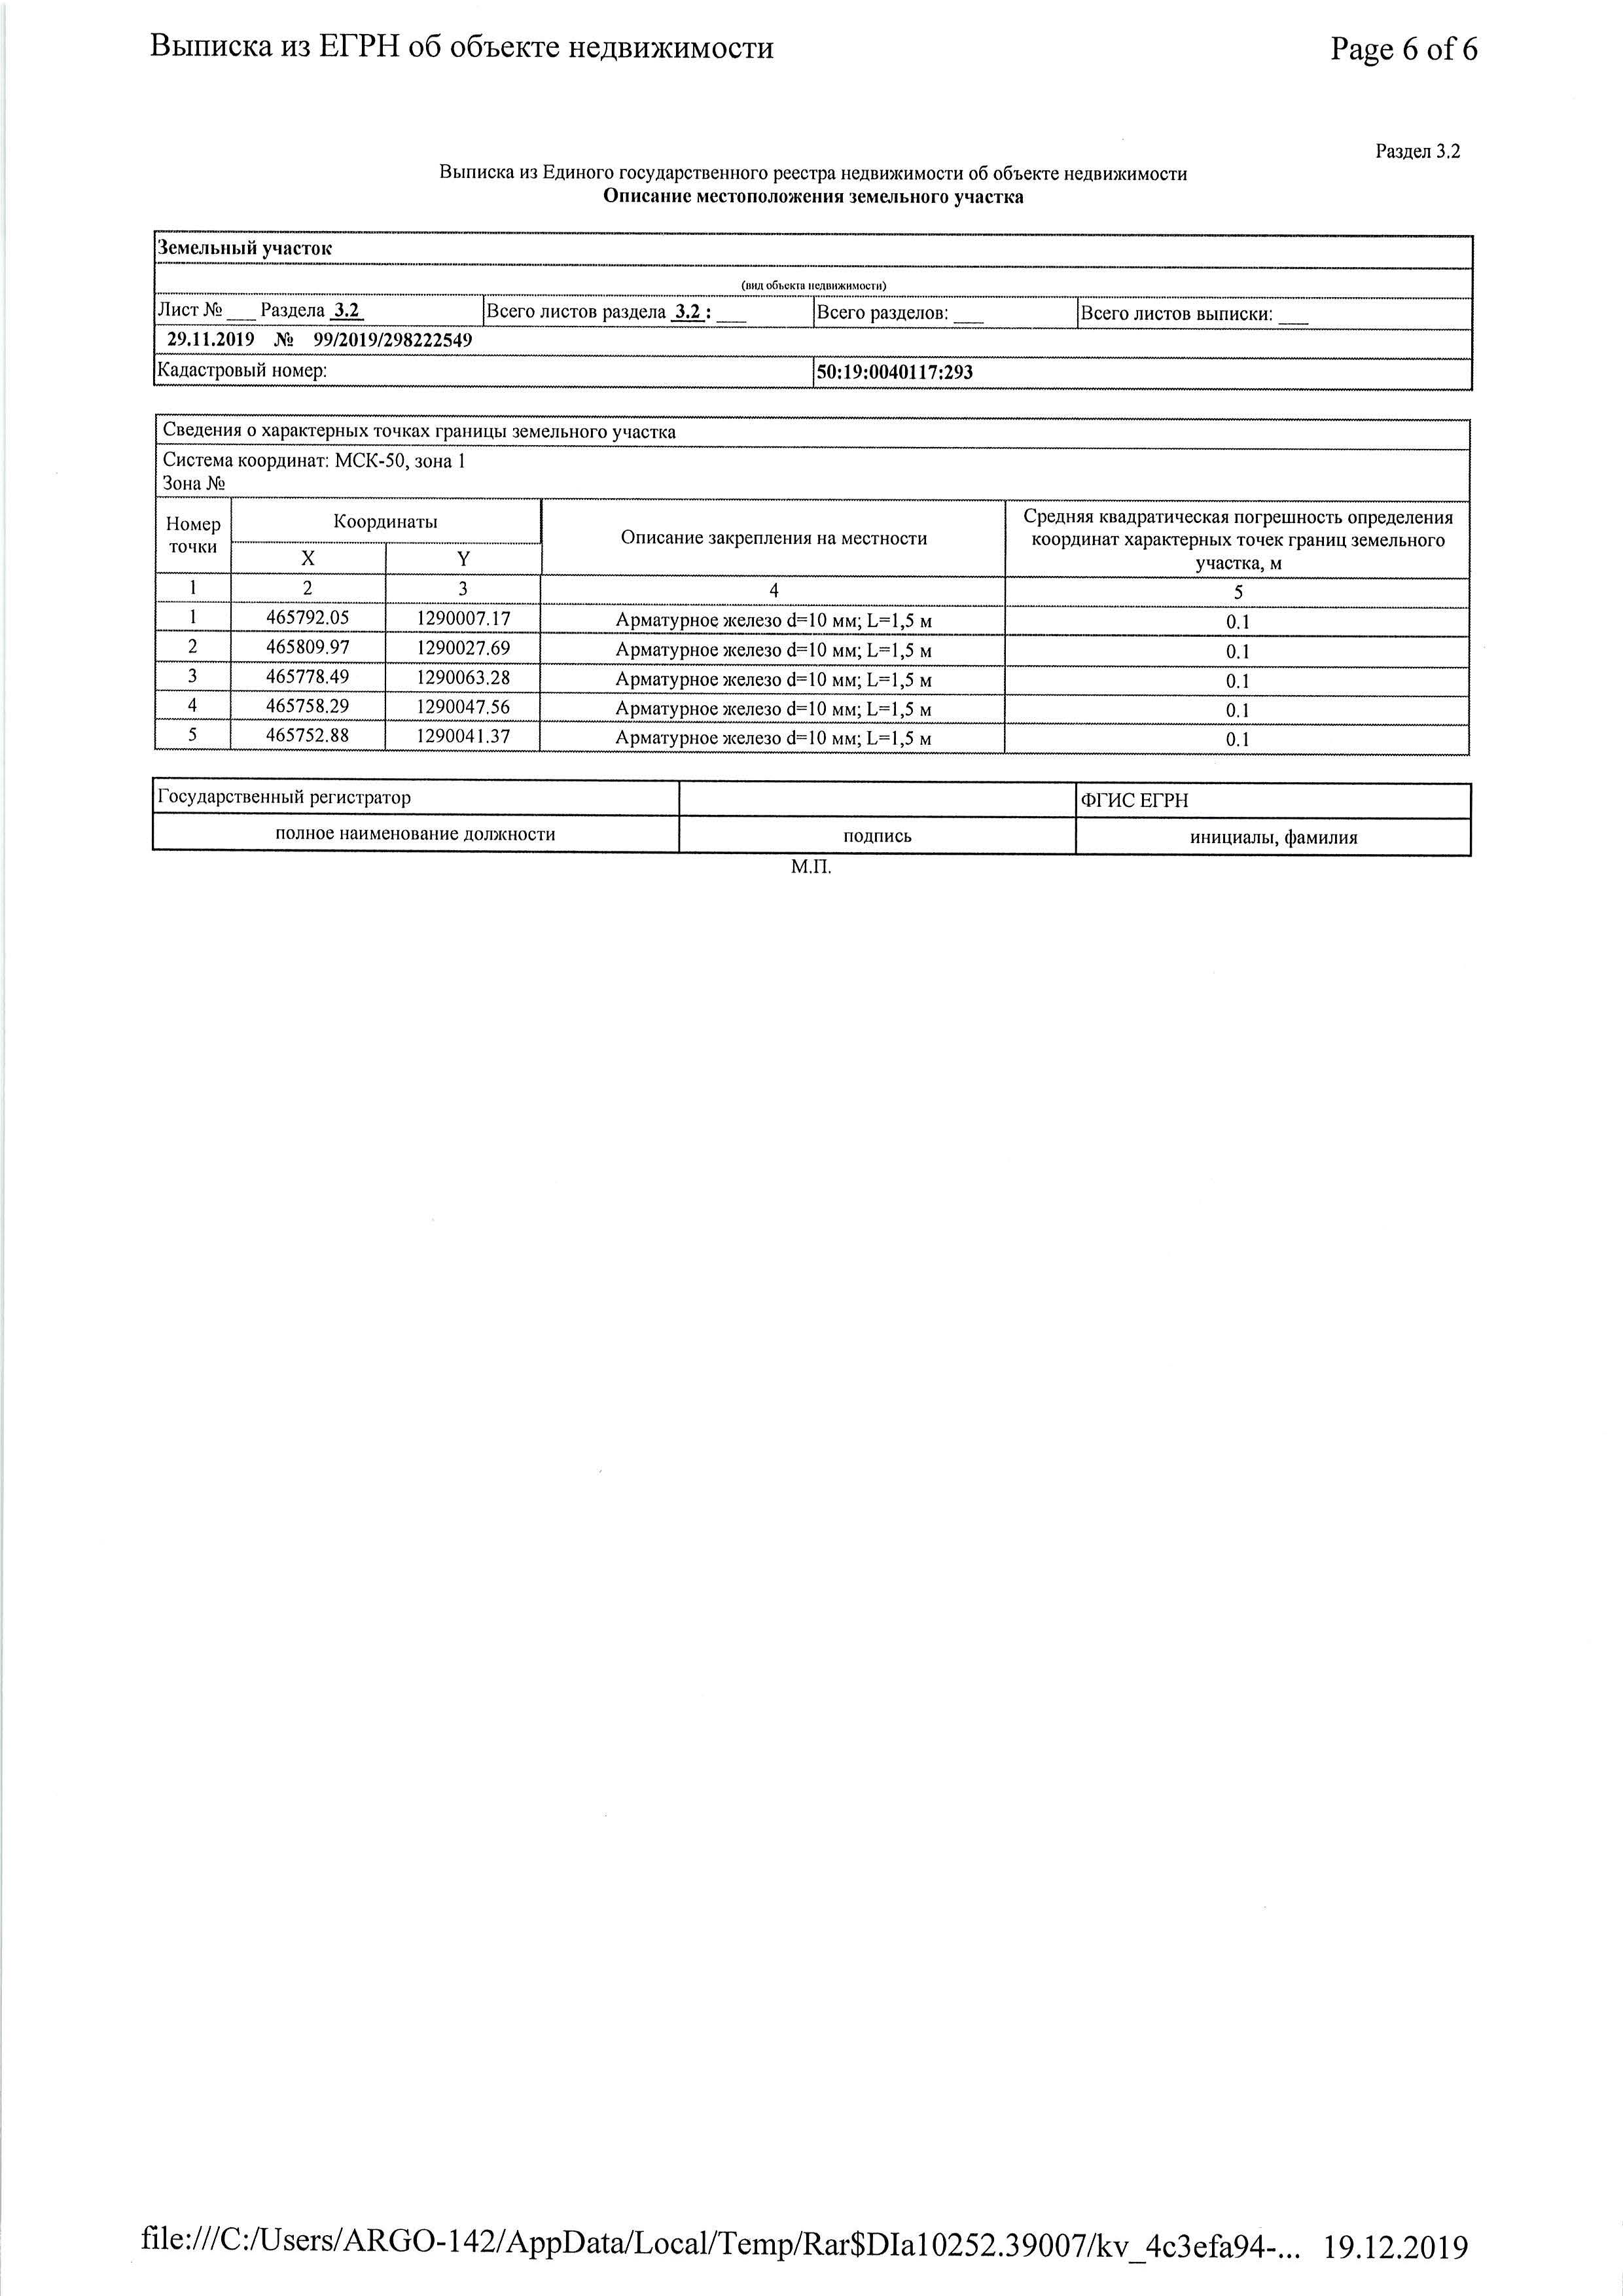 Выписка из ЕГРН об объекте недвижимости Page 6 of 6
Раздел 3.2
Выписка из Единого государственного реестра недвижимости об объекте недвижимости
Описание местоположения земельного участка
Земельный участок
(вид объекта недвижимости)
Лист № ___ Раздела 3.2 Всего листов раздела 3.2 : ___ Всего разделов: ___ Всего листов выписки: ___
29.11.2019 № 99/2019/298222549
Кадастровый номер: 50:19:0040117:293
Сведения о характерных точках границы земельного участка
Система координат: МСК-50, зона 1
Зона №
Номер точки Координаты Описание закрепления на местности Средняя квадратическая погрешность определения координат характерных точек границ земельного участка, м
X Y
1 2 3 4 5
1 465792.05 1290007.17 Арматурное железо d=10 мм; L=1,5 м 0.1
2 465809.97 1290027.69 Арматурное железо d=10 мм; L=1,5 м 0.1
3 465778.49 1290063.28 Арматурное железо d=10 мм; L=1,5 м 0.1
4 465758.29 1290047.56 Арматурное железо d=10 мм; L=1,5 м 0.1
5 465752.88 1290041.37 Арматурное железо d=10 мм; L=1,5 м 0.1
Государственный регистратор ФГИС ЕГРН
полное наименование должности подпись инициалы, фамилия
М.П.
file:///C:/Users/ARGO-142/AppData/Local/Temp/Rar$DIa10252.39007/kv_4c3efa94-... 19.12.2019